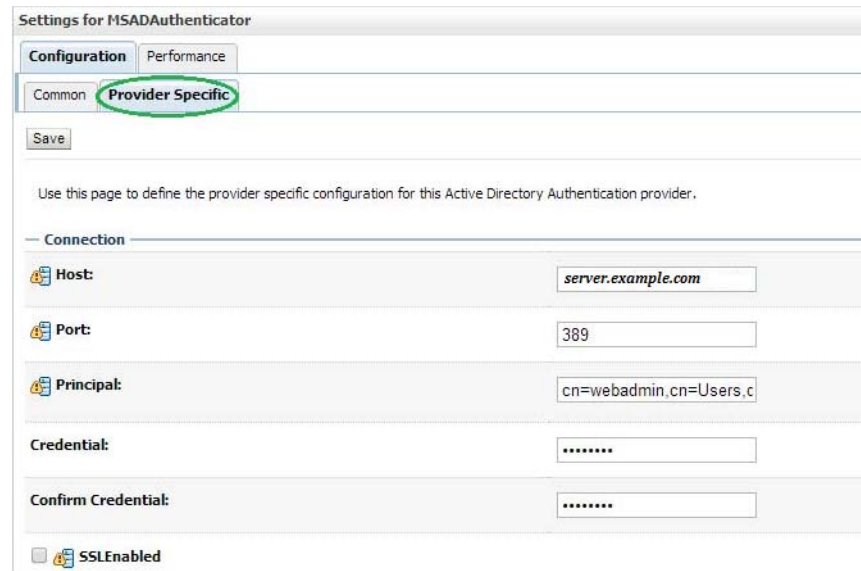 Settings for MSADAuthenticator
Configuration Performance
Common Provider Specific
Save
Use this page to define the provider specific configuration for this Active Directory Authentication provider.
Connection
Host: server.example.com
Port: 389
Principal: cn=webadmin,cn=Users,c
Credential: ••••••••
Confirm Credential: ••••••••
SSLEnabled